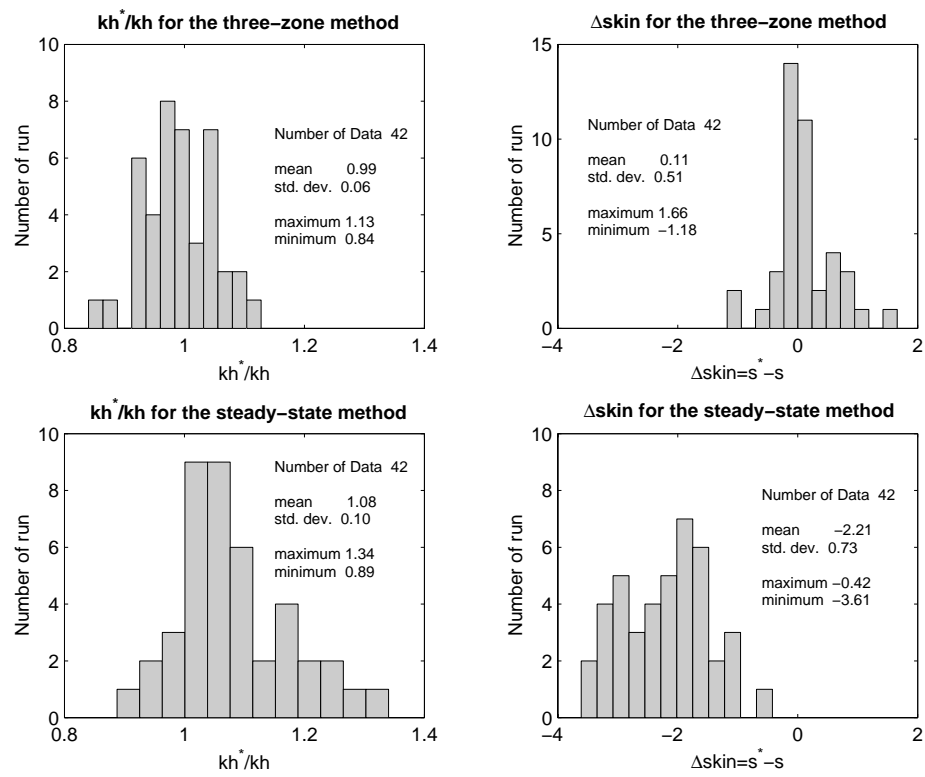 kh*/kh for the three−zone method
10
8
6
4
2
0
Number of run
Number of Data 42
mean 0.99
std. dev. 0.06
maximum 1.13
minimum 0.84
0.8 1 1.2 1.4
kh*/kh
Δskin for the three−zone method
15
10
5
0
Number of run
Number of Data 42
mean 0.11
std. dev. 0.51
maximum 1.66
minimum −1.18
−4 −2 0 2
Δskin=s*−s
kh*/kh for the steady−state method
10
8
6
4
2
0
Number of run
Number of Data 42
mean 1.08
std. dev. 0.10
maximum 1.34
minimum 0.89
0.8 1 1.2 1.4
kh*/kh
Δskin for the steady−state method
10
8
6
4
2
0
Number of run
Number of Data 42
mean −2.21
std. dev. 0.73
maximum −0.42
minimum −3.61
−4 −2 0 2
Δskin=s*−s